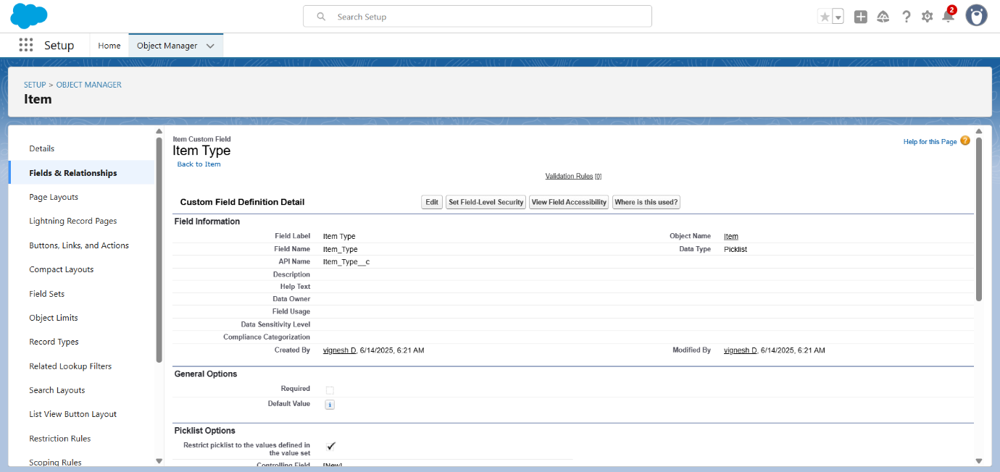 Search Setup
2
Setup
Home
Object Manager
SETUP > OBJECT MANAGER
Item
Details
Fields & Relationships
Page Layouts
Lightning Record Pages
Buttons, Links, and Actions
Compact Layouts
Field Sets
Object Limits
Record Types
Related Lookup Filters
Search Layouts
List View Button Layout
Restriction Rules
Scoping Rules
Item Custom Field
Item Type
Back to Item
Help for this Page ?
Validation Rules [0]
Custom Field Definition Detail
Edit
Set Field-Level Security
View Field Accessibility
Where is this used?
Field Information
Field Label Item Type Object Name Item
Field Name Item_Type Data Type Picklist
API Name Item_Type__c
Description
Help Text
Data Owner
Field Usage
Data Sensitivity Level
Compliance Categorization
Created By vignesh D, 6/14/2025, 6:21 AM Modified By vignesh D, 6/14/2025, 6:21 AM
General Options
Required
Default Value i
Picklist Options
Restrict picklist to the values defined in
the value set
Controlling Field [New]